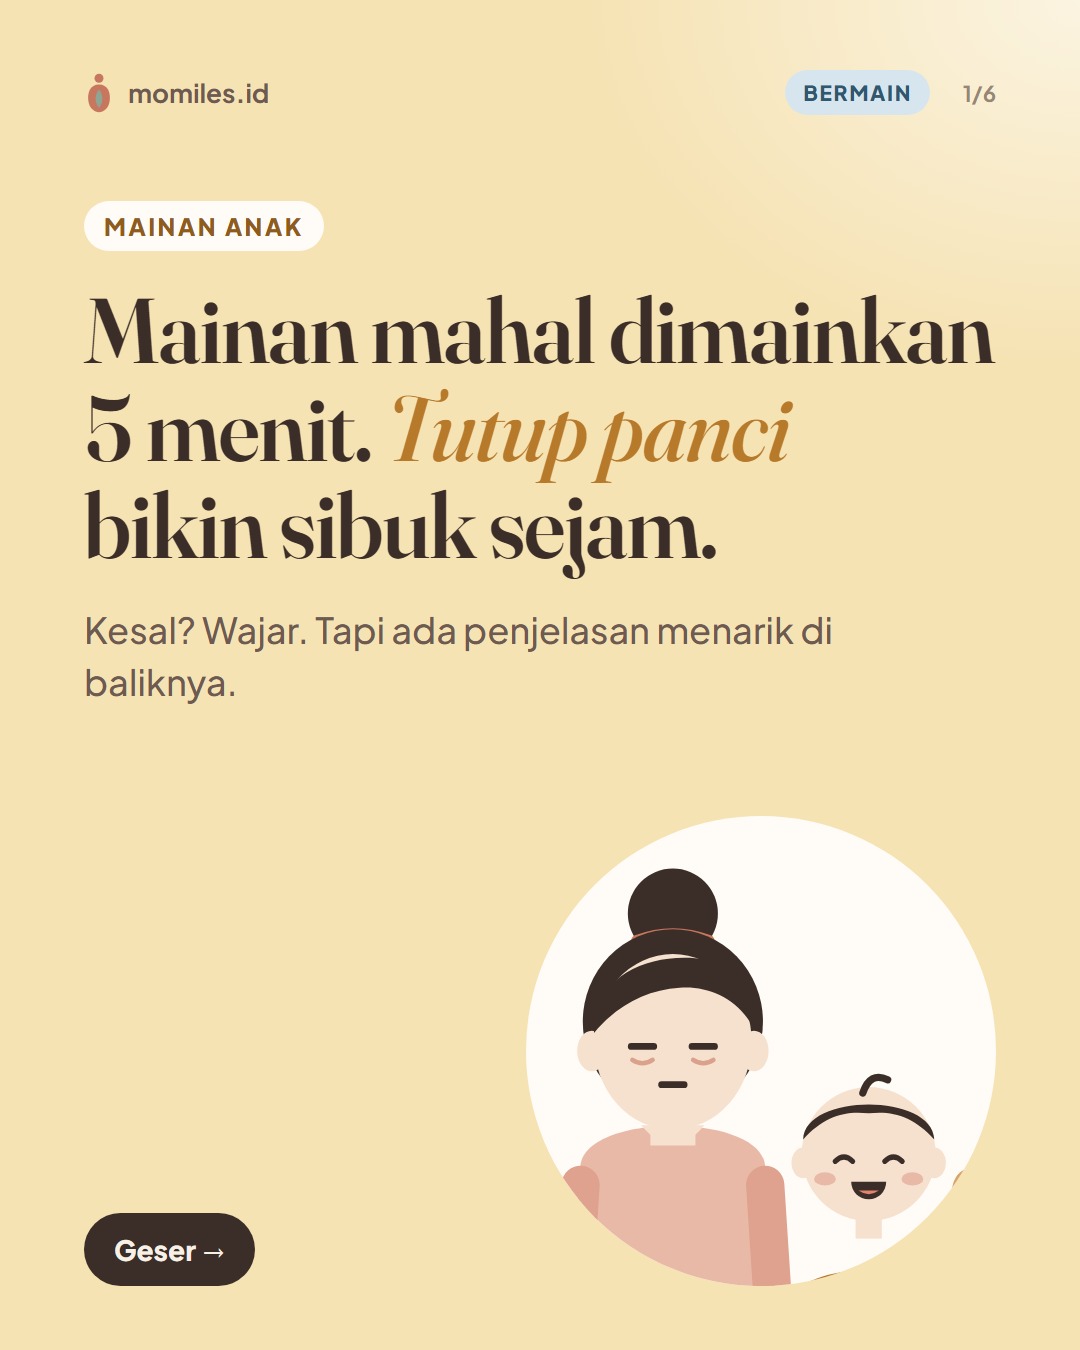 momiles.id
BERMAIN
1/6
MAINAN ANAK
Mainan mahal dimainkan
5 menit. Tutup panci
bikin sibuk sejam.
Kesal? Wajar. Tapi ada penjelasan menarik di
baliknya.
Geser →